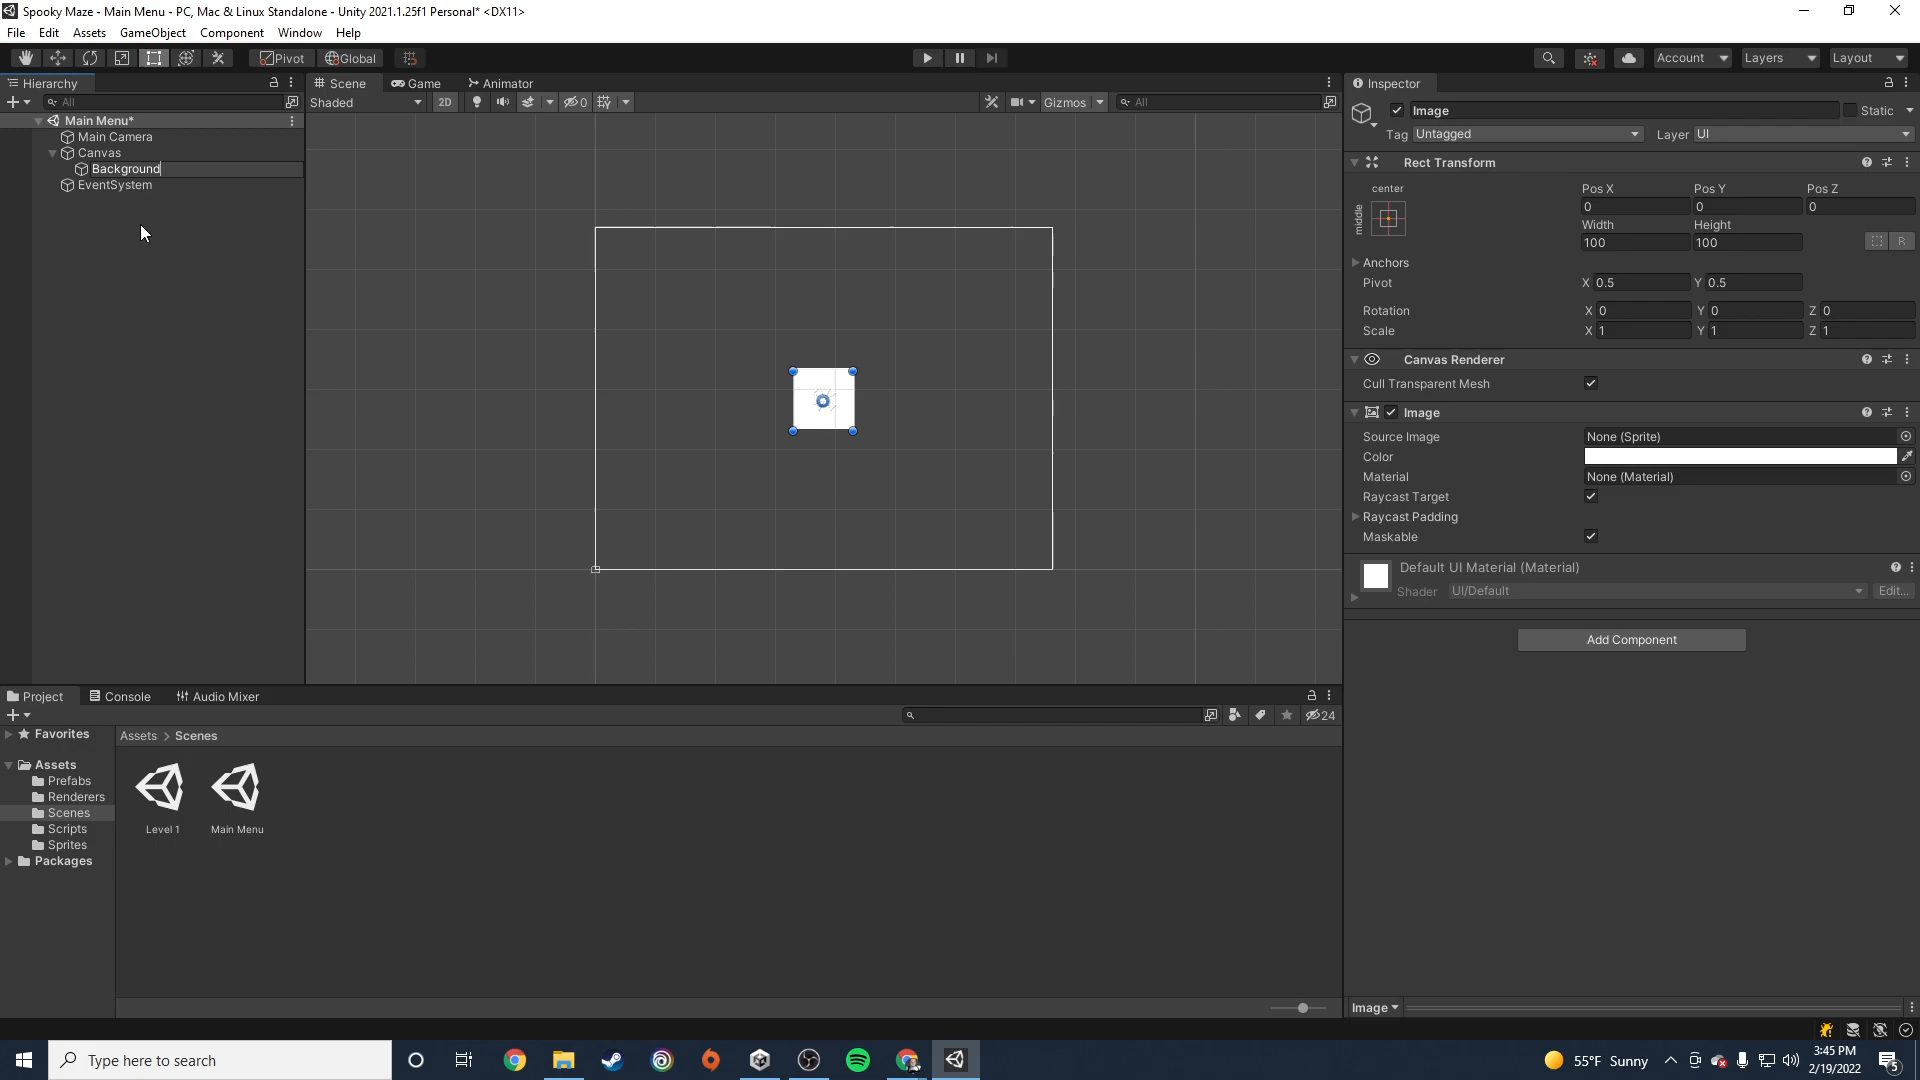 Spooky Maze - Main Menu - PC, Mac & Linux Standalone - Unity 2021.1.25f1 Personal* <DX11>
File Edit Assets GameObject Component Window Help
Pivot Global Account Layers Layout
Hierarchy Scene Game Animator Inspector
All Shaded 2D 0 Gizmos All
Image Static
Main Menu*
Tag Untagged Layer UI
Main Camera
Canvas
Background
EventSystem
Rect Transform
center Pos X Pos Y Pos Z
middle 0 0 0
Width Height
100 100 R
Anchors
Pivot X 0.5 Y 0.5
Rotation X 0 Y 0 Z 0
Scale X 1 Y 1 Z 1
Canvas Renderer
Cull Transparent Mesh
Image
Source Image None (Sprite)
Color
Material None (Material)
Raycast Target
Raycast Padding
Maskable
Default UI Material (Material)
Shader UI/Default Edit...
Add Component
Project Console Audio Mixer
24
Favorites Assets > Scenes
Assets
Prefabs
Renderers
Scenes
Scripts
Sprites
Packages
Level 1 Main Menu
Image
Type here to search
55°F Sunny
3:45 PM
2/19/2022
5